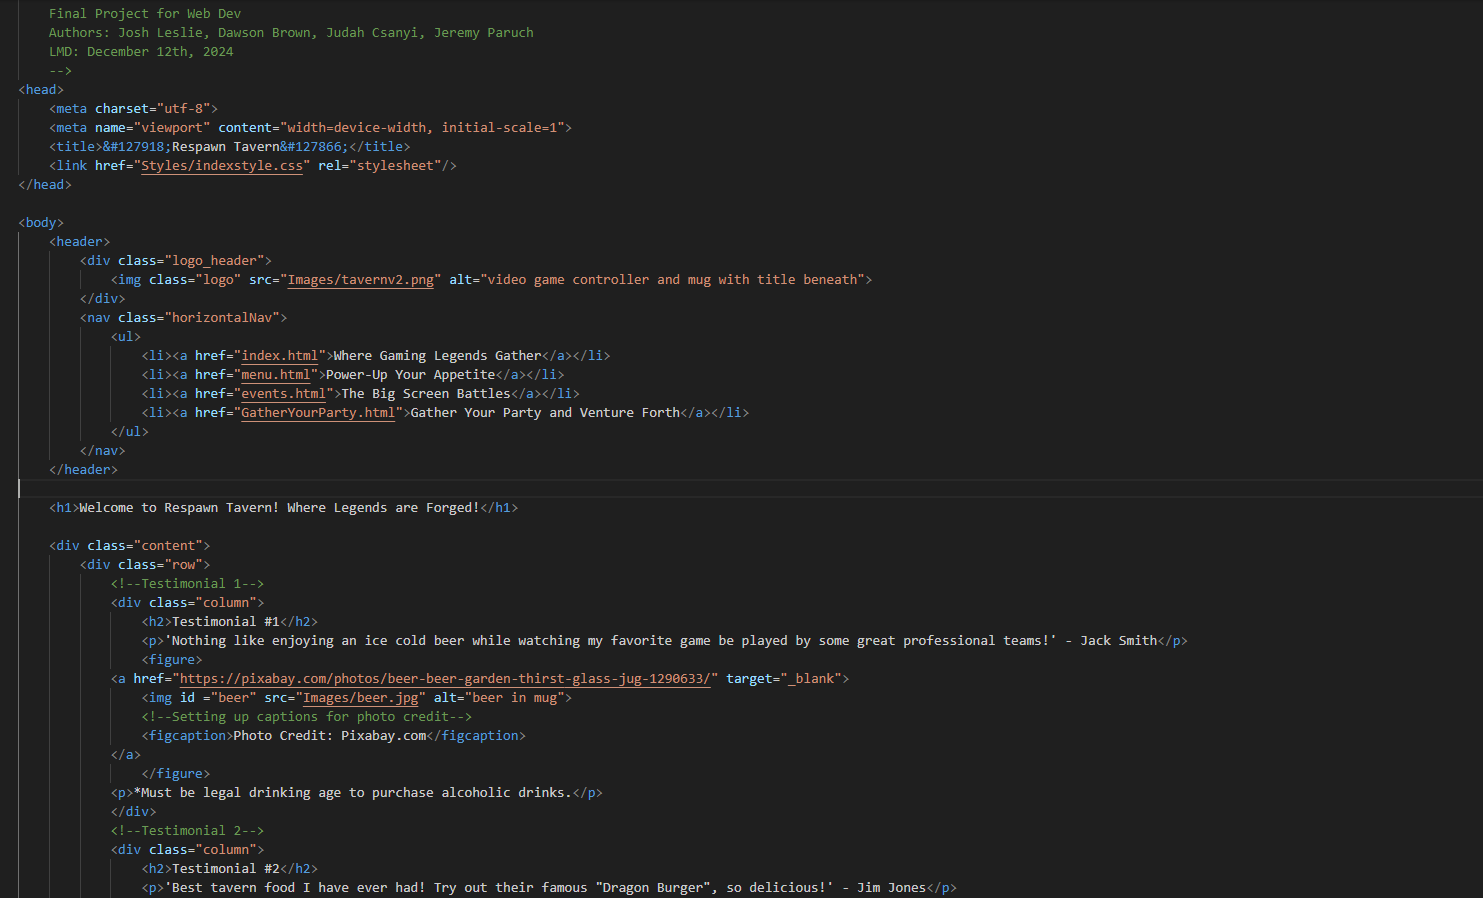 Final Project for Web Dev
Authors: Josh Leslie, Dawson Brown, Judah Csanyi, Jeremy Paruch
LMD: December 12th, 2024
-->
<head>
<meta charset="utf-8">
<meta name="viewport" content="width=device-width, initial-scale=1">
<title>&#127918;Respawn Tavern&#127866;</title>
<link href="Styles/indexstyle.css" rel="stylesheet"/>
</head>
<body>
<header>
<div class="logo_header">
<img class="logo" src="Images/tavernv2.png" alt="video game controller and mug with title beneath">
</div>
<nav class="horizontalNav">
<ul>
<li><a href="index.html">Where Gaming Legends Gather</a></li>
<li><a href="menu.html">Power-Up Your Appetite</a></li>
<li><a href="events.html">The Big Screen Battles</a></li>
<li><a href="GatherYourParty.html">Gather Your Party and Venture Forth</a></li>
</ul>
</nav>
</header>
<h1>Welcome to Respawn Tavern! Where Legends are Forged!</h1>
<div class="content">
<div class="row">
<!--Testimonial 1-->
<div class="column">
<h2>Testimonial #1</h2>
<p>'Nothing like enjoying an ice cold beer while watching my favorite game be played by some great professional teams!' - Jack Smith</p>
<figure>
<a href="https://pixabay.com/photos/beer-beer-garden-thirst-glass-jug-1290633/" target="_blank">
<img id ="beer" src="Images/beer.jpg" alt="beer in mug">
<!--Setting up captions for photo credit-->
<figcaption>Photo Credit: Pixabay.com</figcaption>
</a>
</figure>
<p>*Must be legal drinking age to purchase alcoholic drinks.</p>
</div>
<!--Testimonial 2-->
<div class="column">
<h2>Testimonial #2</h2>
<p>'Best tavern food I have ever had! Try out their famous "Dragon Burger", so delicious!' - Jim Jones</p>